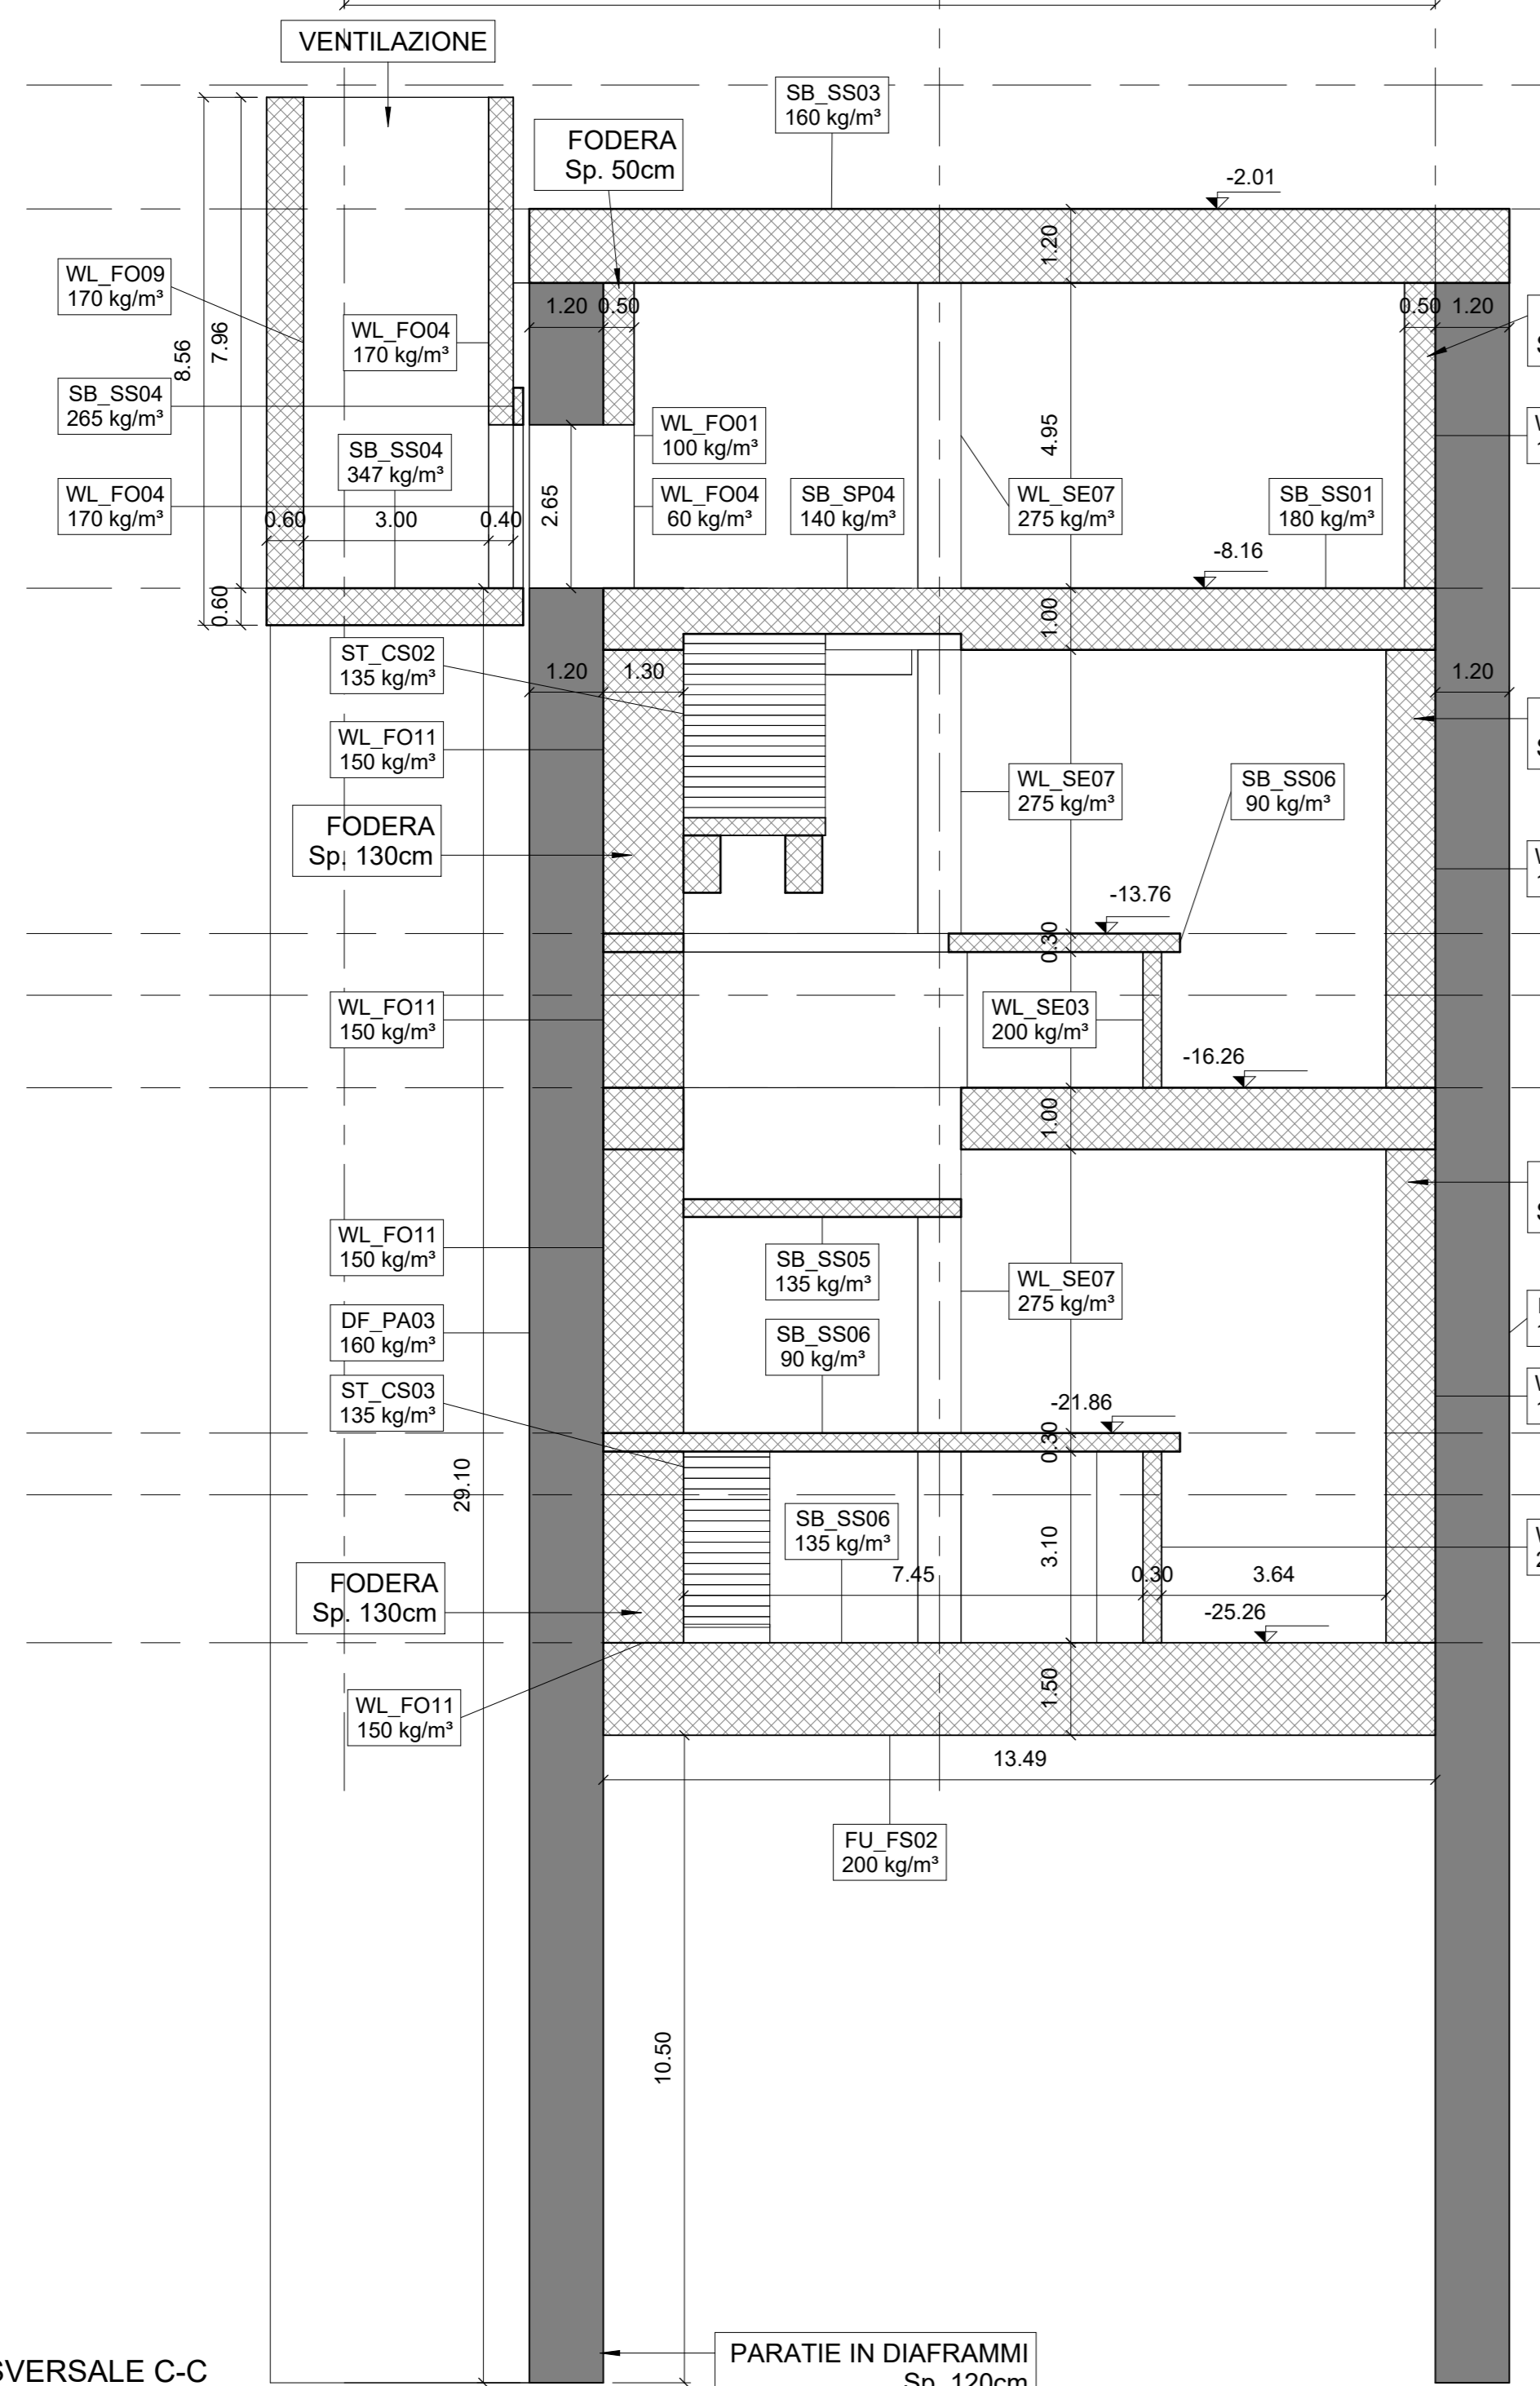 VENTILAZIONE
SB_SS03
160 kg/m³
FODERA
Sp. 50cm
-2.01
1.20
WL_FO09
170 kg/m³
1.20
0.50
0.50
1.20
WL_FO04
170 kg/m³
8.56
7.96
S
SB_SS04
265 kg/m³
WL_FO01
100 kg/m³
4.95
SB_SS04
347 kg/m³
WL_FO04
170 kg/m³
WL_FO04
60 kg/m³
SB_SP04
140 kg/m³
WL_SE07
275 kg/m³
SB_SS01
180 kg/m³
2.65
0.60
3.00
0.40
-8.16
0.60
1.00
ST_CS02
135 kg/m³
1.20
1.30
1.20
WL_FO11
150 kg/m³
S
WL_SE07
275 kg/m³
SB_SS06
90 kg/m³
FODERA
Sp. 130cm
-13.76
0.30
WL_FO11
150 kg/m³
WL_SE03
200 kg/m³
-16.26
1.00
WL_FO11
150 kg/m³
S
SB_SS05
135 kg/m³
WL_SE07
275 kg/m³
DF_PA03
160 kg/m³
SB_SS06
90 kg/m³
ST_CS03
135 kg/m³
-21.86
0.30
29.10
SB_SS06
135 kg/m³
3.10
7.45
0.30
3.64
FODERA
Sp. 130cm
-25.26
1.50
WL_FO11
150 kg/m³
13.49
FU_FS02
200 kg/m³
10.50
PARATIE IN DIAFRAMMI
Sp. 120cm
SVERSALE C-C